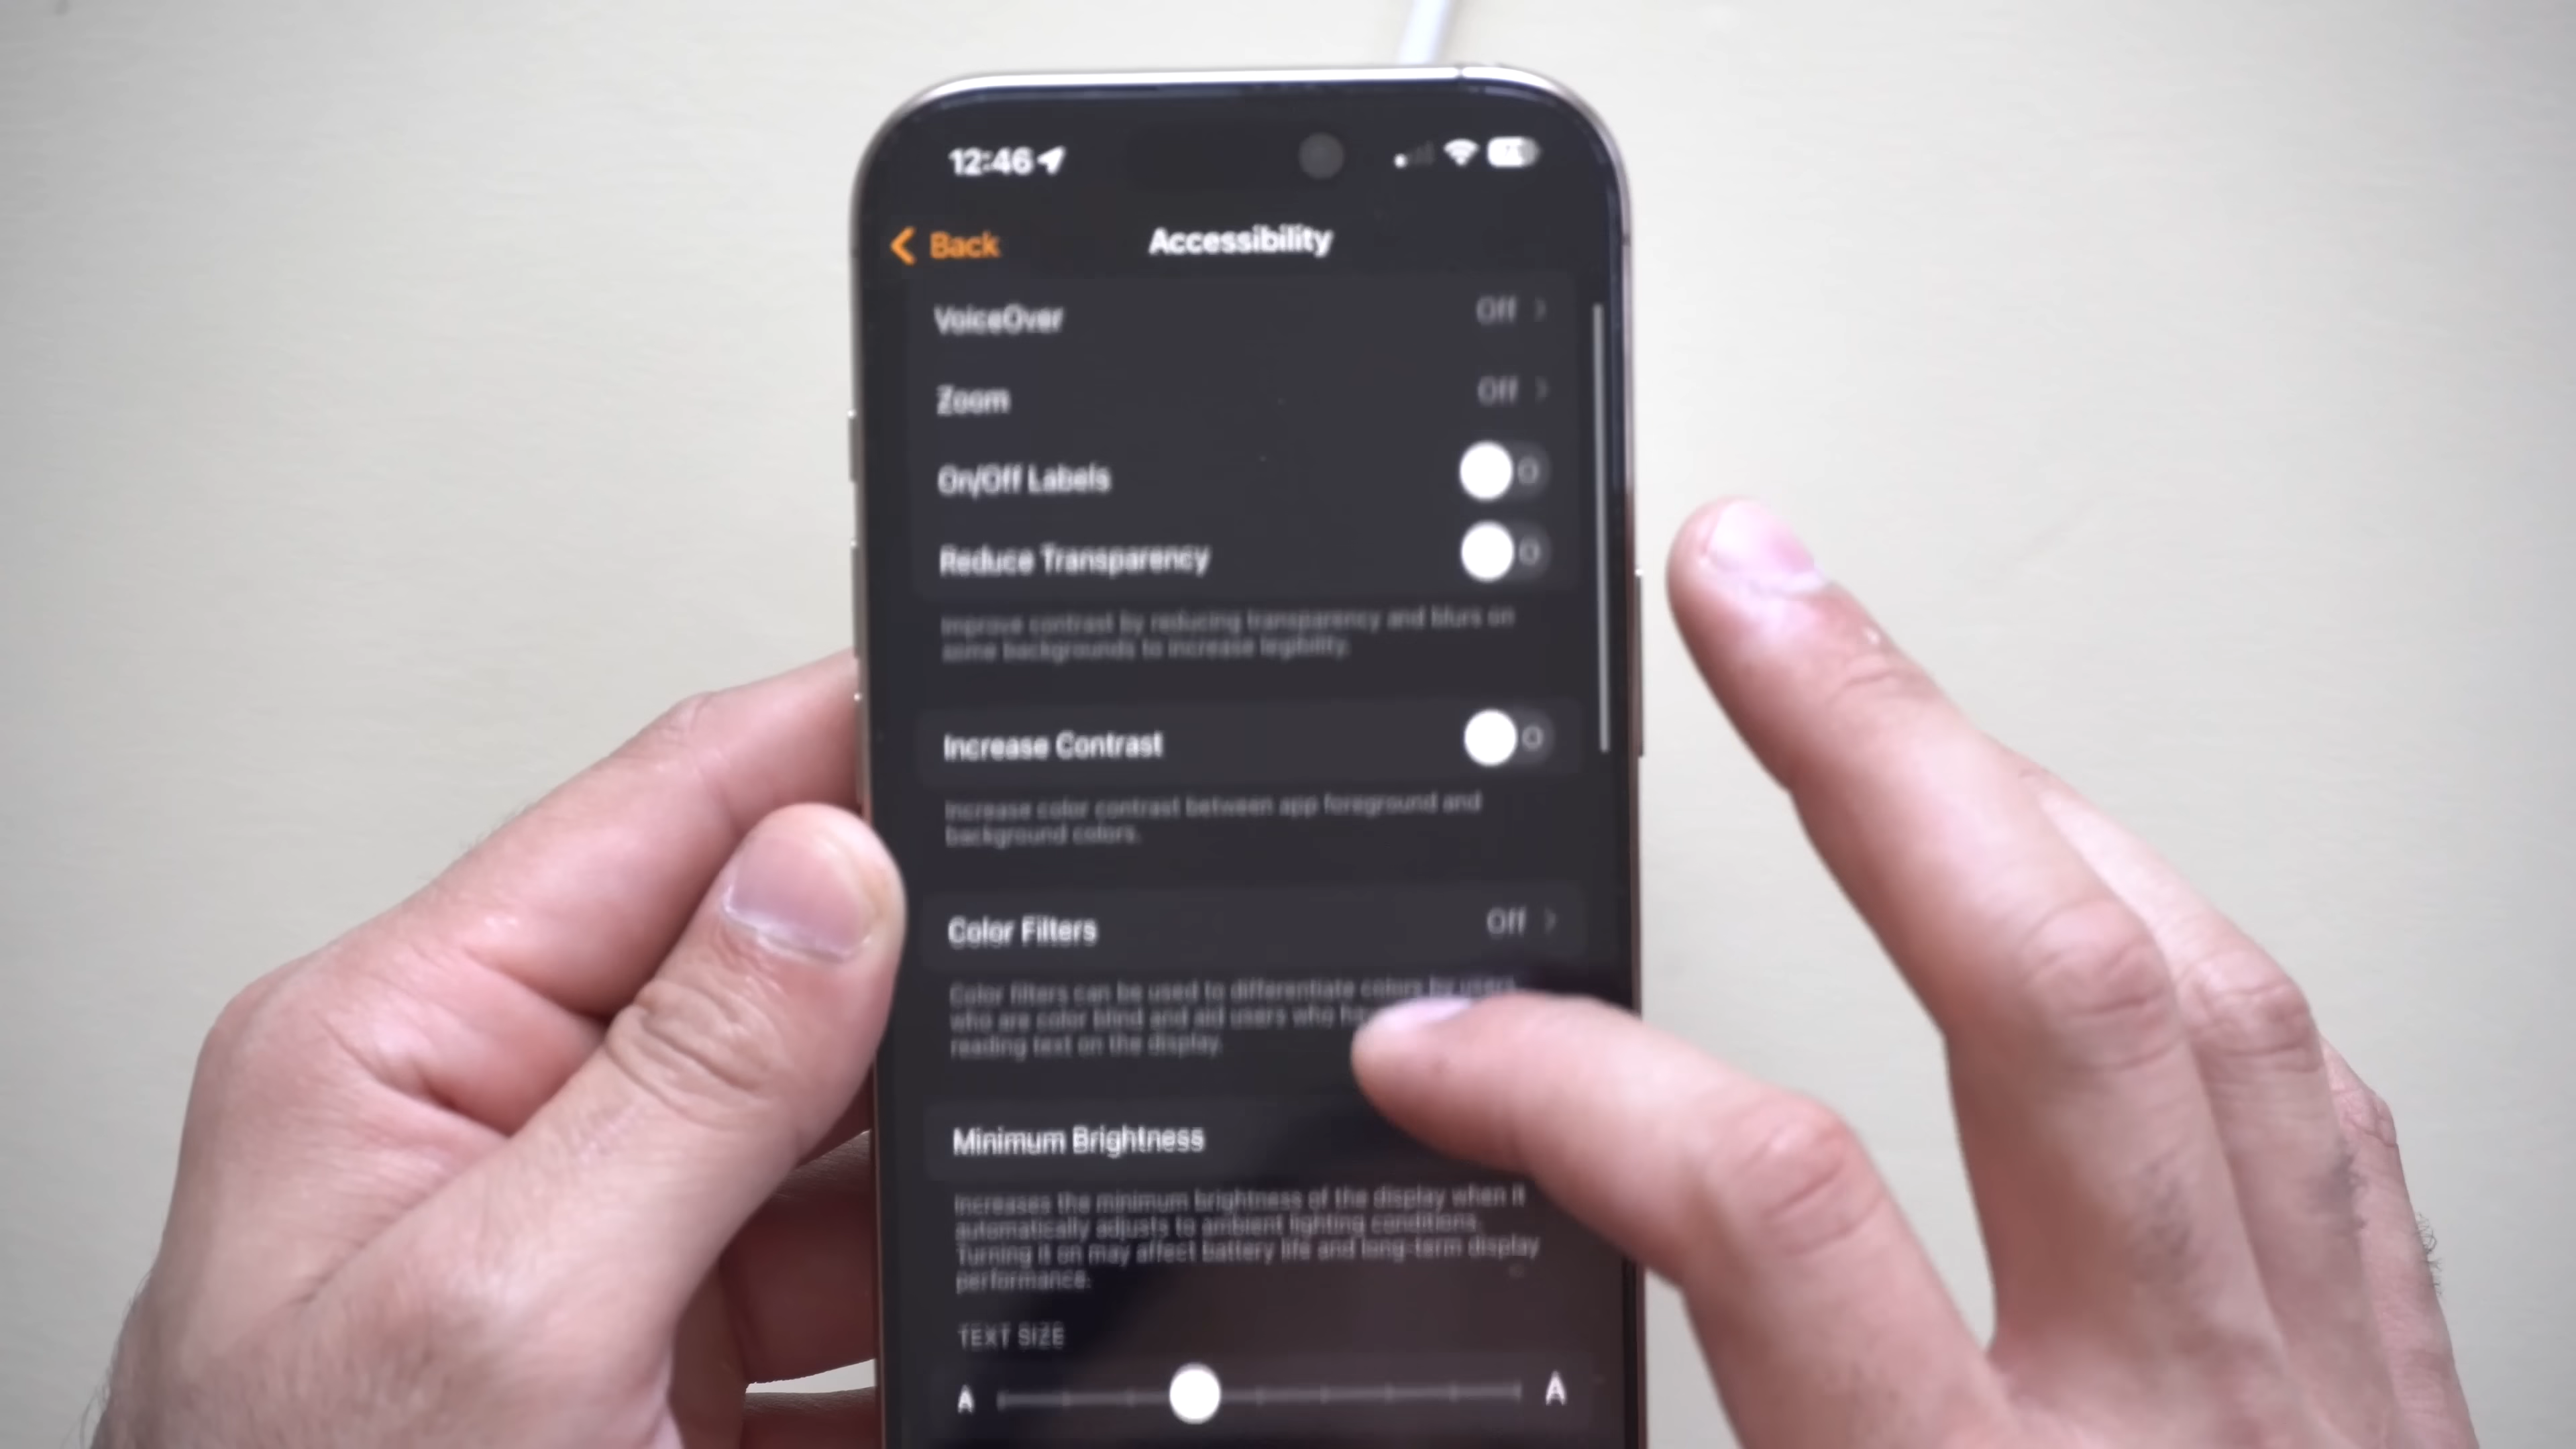 12:46
Back
Accessibility
VoiceOver
Off
Zoom
Off
On/Off Labels
Reduce Transparency
Improve contrast by reducing transparency and blurs on
some backgrounds to increase legibility.
Increase Contrast
Increase color contrast between app foreground and
background colors.
Color Filters
Off
Color filters can be used to differentiate colors by users
who are color blind and aid users who
reading text on the display.
Minimum Brightness
Increases the minimum brightness of the display when it
automatically adjusts to ambient lighting conditions.
Turning it on may affect battery life and long-term display
performance.
TEXT SIZE
A
A